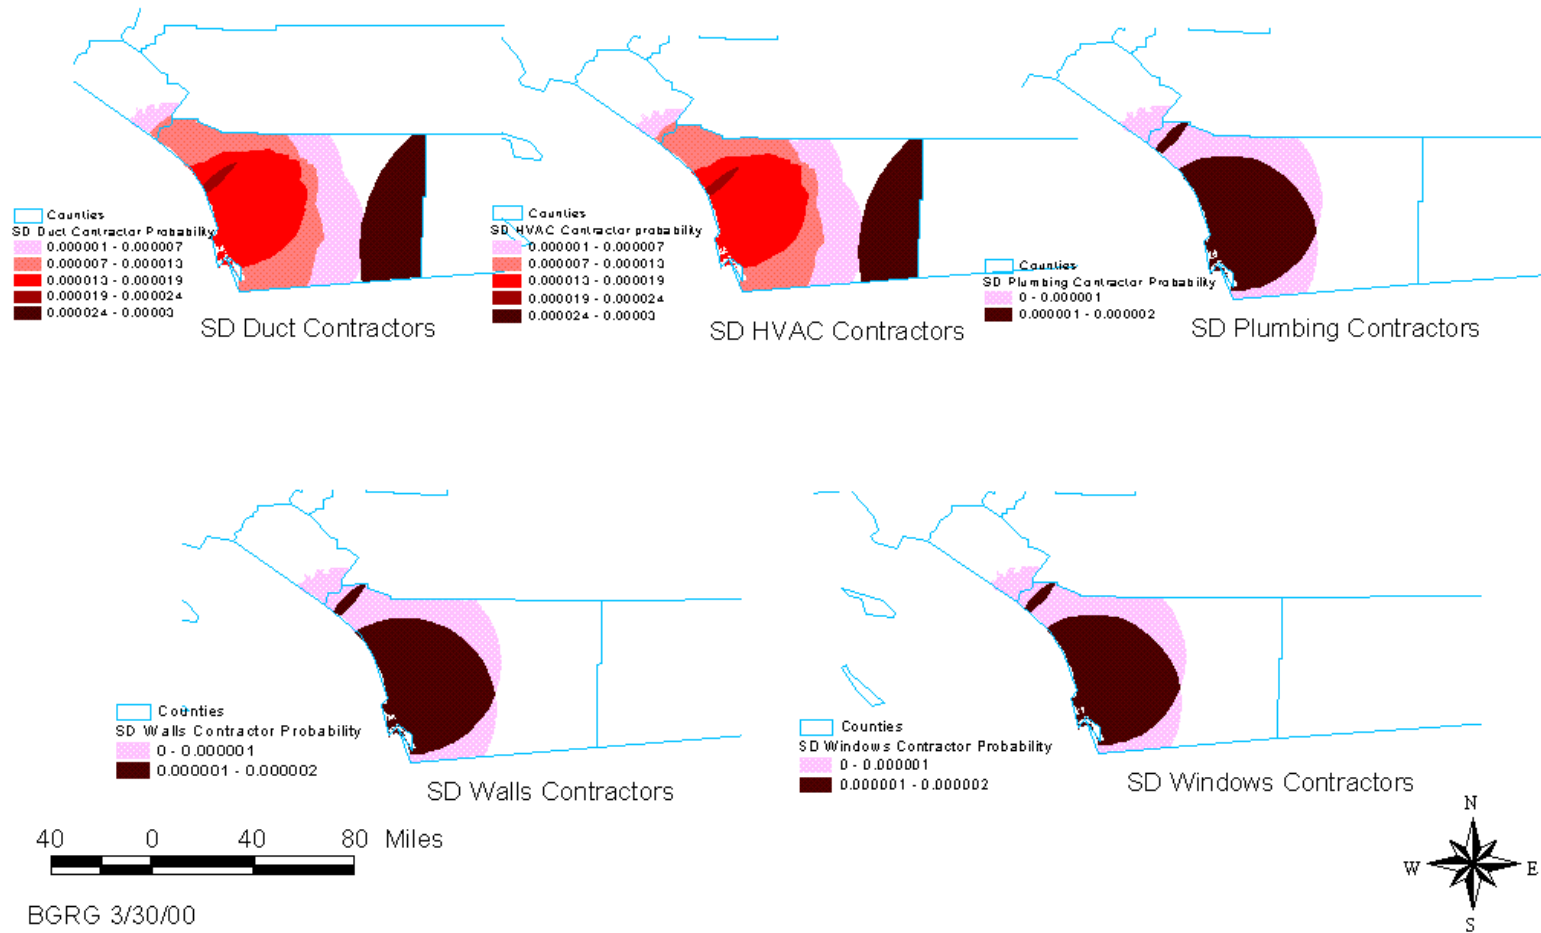 Counties
SD Duct Contractor Probability
0.000001 - 0.000007
0.000007 - 0.000013
0.000013 - 0.000019
0.000019 - 0.000024
0.000024 - 0.00003
SD Duct Contractors
Counties
SD HVAC Contractor probability
0.000001 - 0.000007
0.000007 - 0.000013
0.000013 - 0.000019
0.000019 - 0.000024
0.000024 - 0.00003
SD HVAC Contractors
Counties
SD Plumbing Contractor Probability
0 - 0.000001
0.000001 - 0.000002
SD Plumbing Contractors
Counties
SD Walls Contractor Probability
0 - 0.000001
0.000001 - 0.000002
SD Walls Contractors
Counties
SD Windows Contractor Probability
0 - 0.000001
0.000001 - 0.000002
SD Windows Contractors
40 0 40 80 Miles
N
W E
S
BGRG 3/30/00